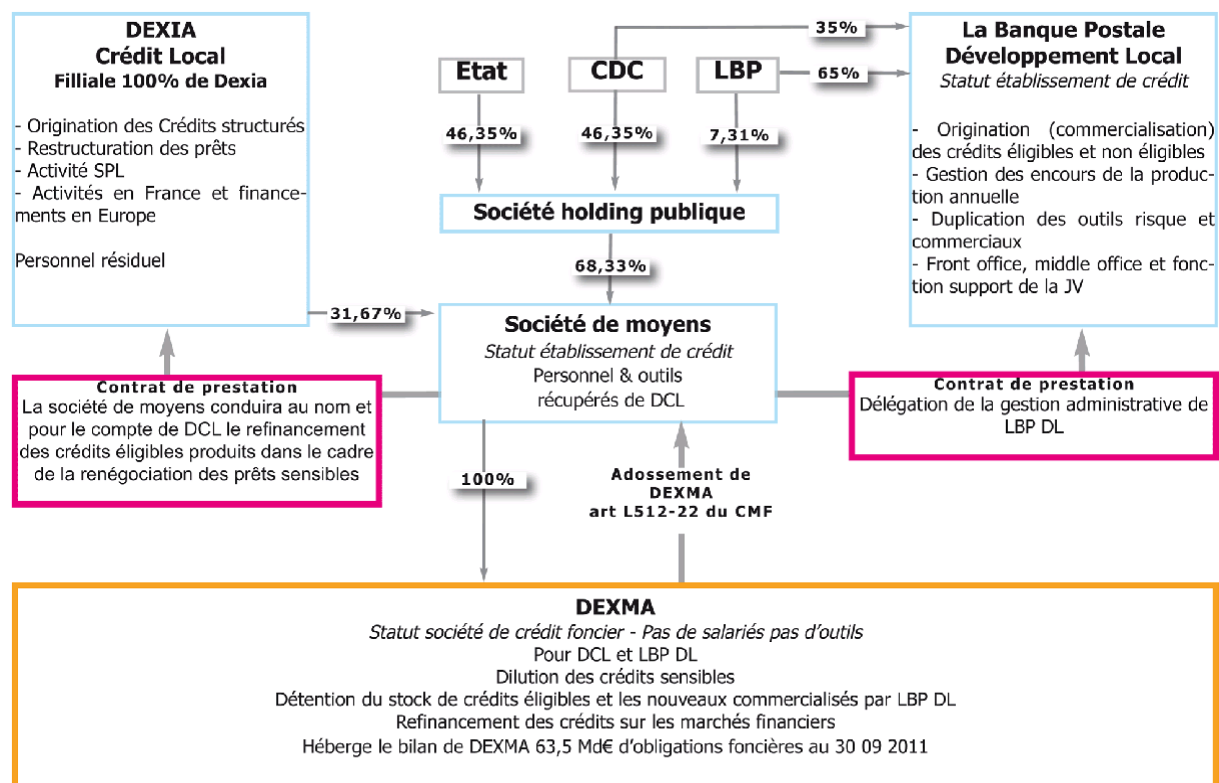 DEXIA
Crédit Local
Filliale 100% de Dexia
- Origination des Crédits structurés
- Restructuration des prêts
- Activité SPL
- Activités en France et finance-
ments en Europe
Personnel résiduel
Etat
CDC
LBP
35%
65%
46,35%
46,35%
7,31%
Société holding publique
68,33%
31,67%
La Banque Postale
Développement Local
Statut établissement de crédit
- Origination (commercialisation)
des crédits éligibles et non éligibles
- Gestion des encours de la produc-
tion annuelle
- Duplication des outils risque et
commerciaux
- Front office, middle office et fonc-
tion support de la JV
Société de moyens
Statut établissement de crédit
Personnel & outils
récupérés de DCL
Contrat de prestation
La société de moyens conduira au nom et
pour le compte de DCL le refinancement
des crédits éligibles produits dans le cadre
de la renégociation des prêts sensibles
Contrat de prestation
Délégation de la gestion administrative de
LBP DL
100%
Adossement de
DEXMA
art L512-22 du CMF
DEXMA
Statut société de crédit foncier - Pas de salariés pas d'outils
Pour DCL et LBP DL
Dilution des crédits sensibles
Détention du stock de crédits éligibles et les nouveaux commercialisés par LBP DL
Refinancement des crédits sur les marchés financiers
Héberge le bilan de DEXMA 63,5 Md€ d'obligations foncières au 30 09 2011